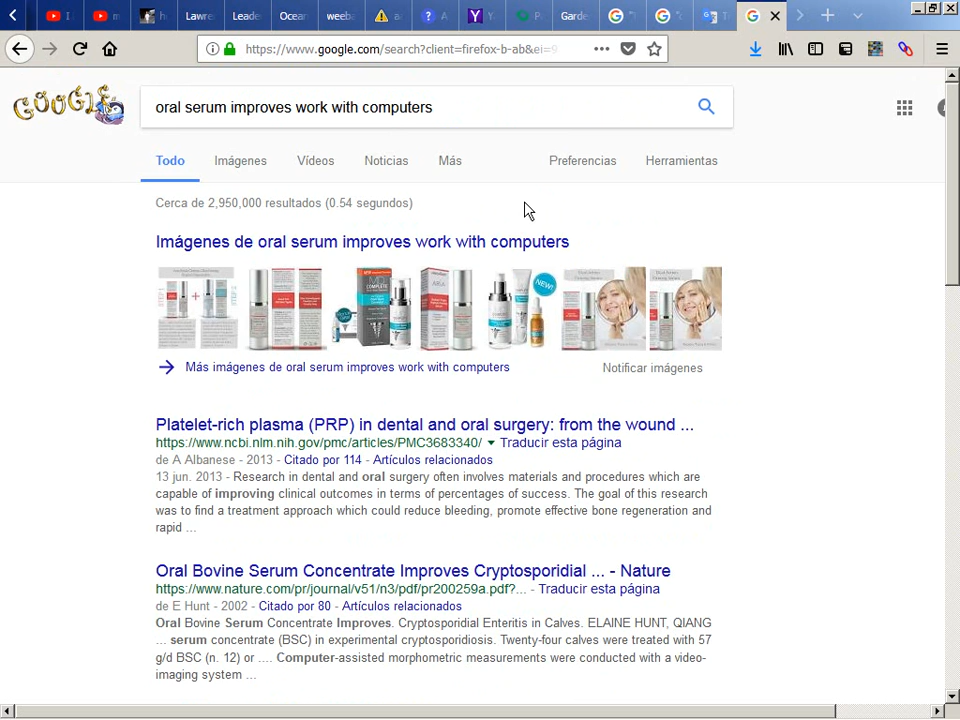 Lawre
Leade
Ocear
weeb
Garde
https://www.google.com/search?client=firefox-b-ab&ei=9
GOOGLE
oral serum improves work with computers
Todo
Imágenes
Vídeos
Noticias
Más
Preferencias
Herramientas
Cerca de 2,950,000 resultados (0.54 segundos)
Imágenes de oral serum improves work with computers
NEW!
Más imágenes de oral serum improves work with computers
Notificar imágenes
Platelet-rich plasma (PRP) in dental and oral surgery: from the wound ...
https://www.ncbi.nlm.nih.gov/pmc/articles/PMC3683340/ Traducir esta página
de A Albanese - 2013 - Citado por 114 - Artículos relacionados
13 jun. 2013 - Research in dental and oral surgery often involves materials and procedures which are
capable of improving clinical outcomes in terms of percentages of success. The goal of this research
was to find a treatment approach which could reduce bleeding, promote effective bone regeneration and
rapid ...
Oral Bovine Serum Concentrate Improves Cryptosporidial ... - Nature
https://www.nature.com/pr/journal/v51/n3/pdf/pr200259a.pdf?... - Traducir esta página
de E Hunt - 2002 - Citado por 80 - Artículos relacionados
Oral Bovine Serum Concentrate Improves. Cryptosporidial Enteritis in Calves. ELAINE HUNT, QIANG
... serum concentrate (BSC) in experimental cryptosporidiosis. Twenty-four calves were treated with 57
g/d BSC (n. 12) or .... Computer-assisted morphometric measurements were conducted with a video-
imaging system ...